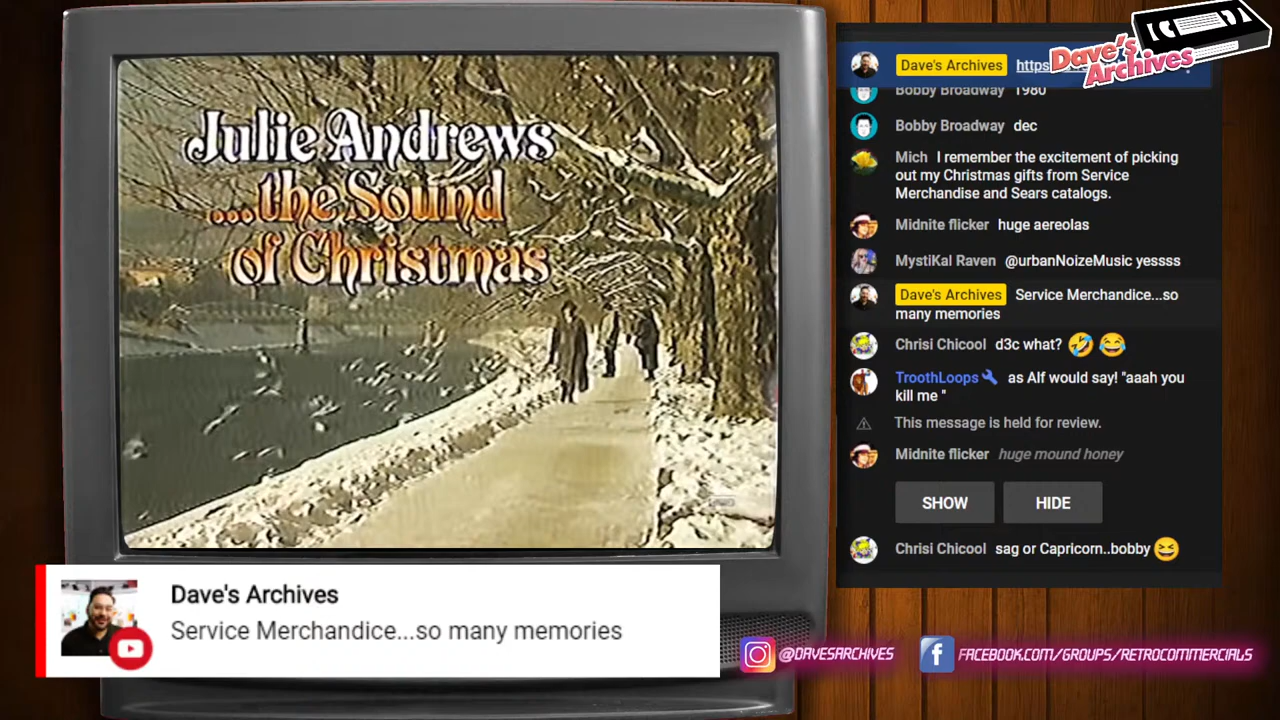 Julie Andrews
...the Sound
of Christmas
Dave's Archives
Service Merchandice...so many memories
Dave's
Archives
Dave's Archives
Bobby Broadway 1980
Bobby Broadway dec
Mich I remember the excitement of picking
out my Christmas gifts from Service
Merchandise and Sears catalogs.
Midnite flicker huge aereolas
MystiKal Raven @urbanNoizeMusic yessss
Dave's Archives Service Merchandice...so
many memories
Chrisi Chicool d3c what?
TroothLoops as Alf would say! "aaah you
kill me "
This message is held for review.
Midnite flicker huge mound honey
SHOW HIDE
Chrisi Chicool sag or Capricorn..bobby
@DAVESARCHIVES
FACEBOOK.COM/GROUPS/RETROCOMMERCIALS